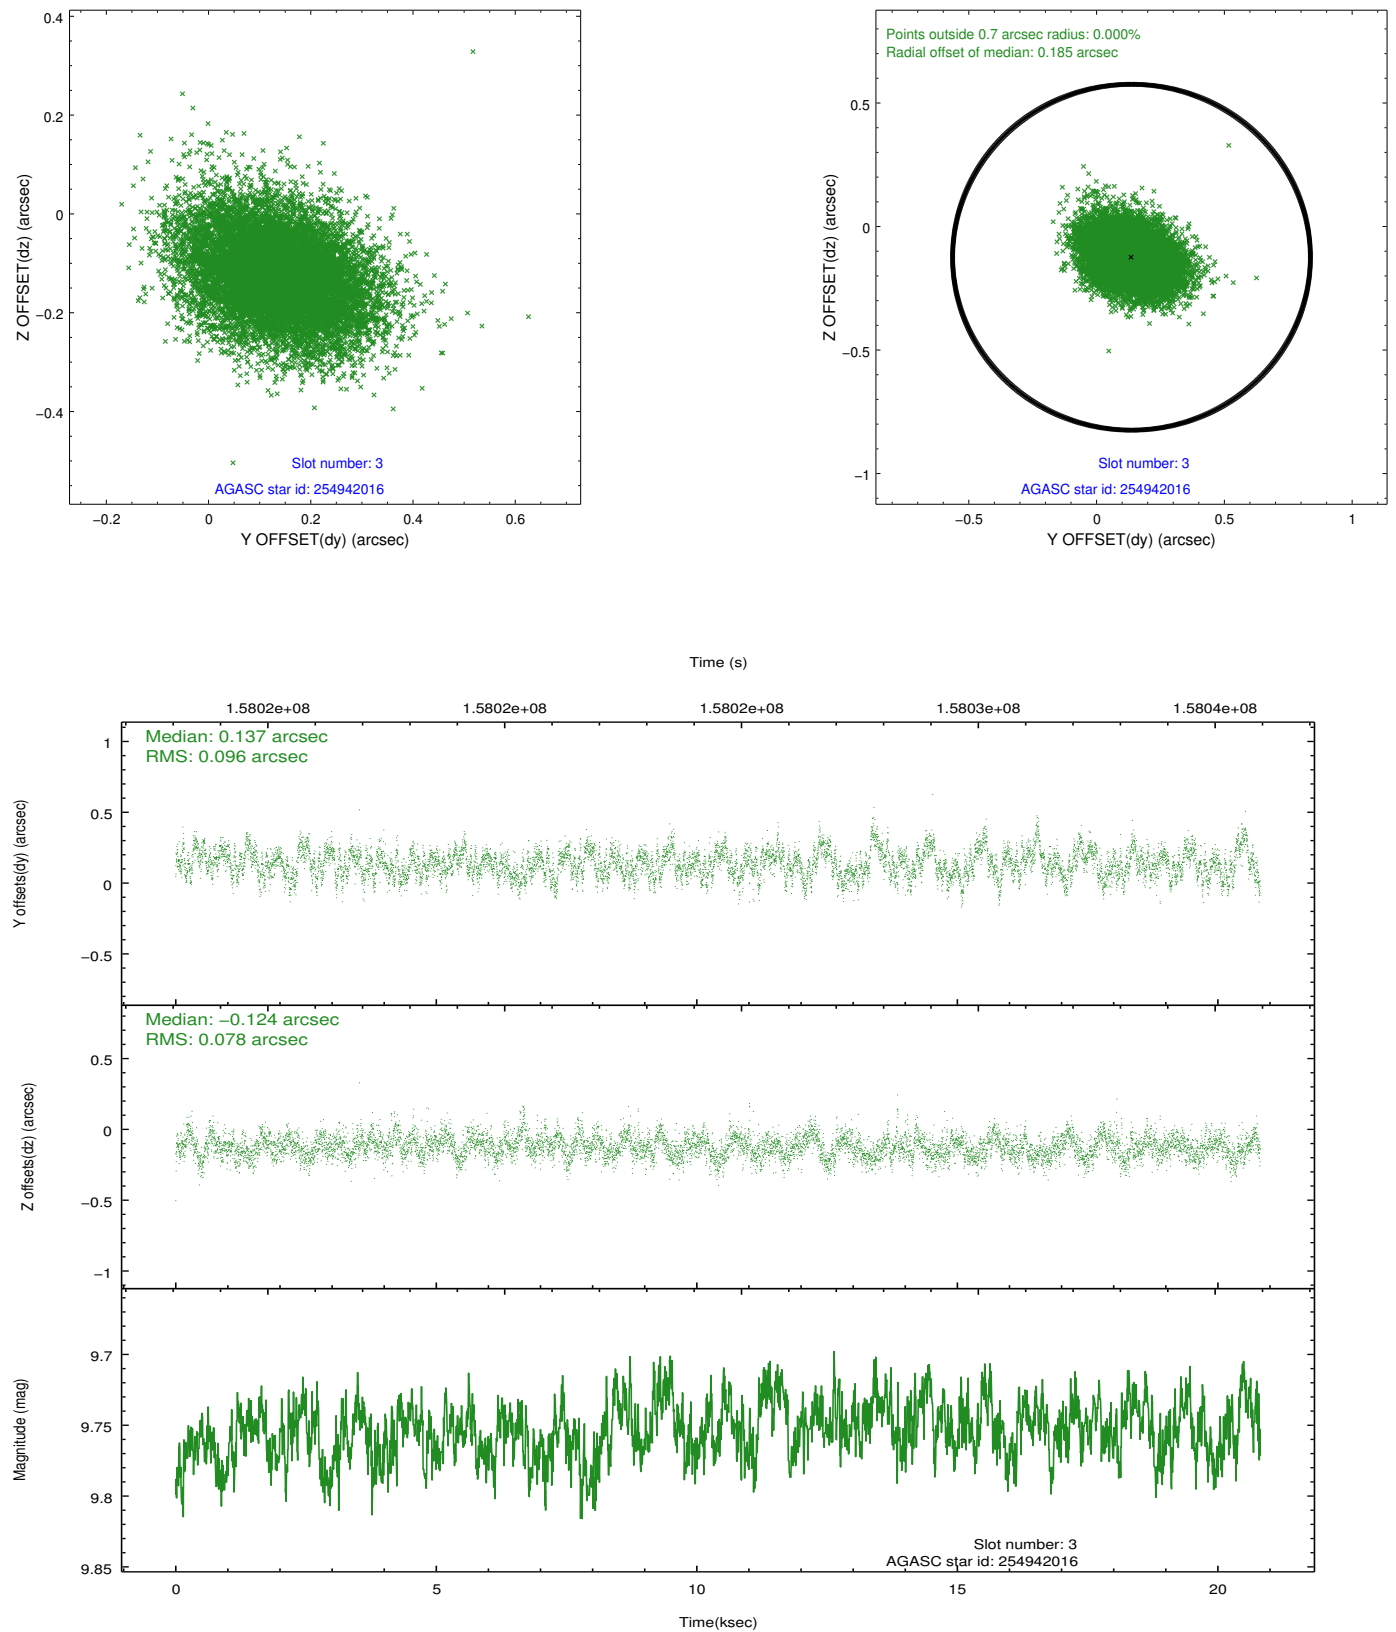 0.4
0.2
0
−0.2
−0.4
Z OFFSET(dz) (arcsec)
Slot number: 3
AGASC star id: 254942016
−0.2
0
0.2
0.4
0.6
Y OFFSET(dy) (arcsec)
Points outside 0.7 arcsec radius: 0.000%
Radial offset of median: 0.185 arcsec
0.5
0
−0.5
−1
Z OFFSET(dz) (arcsec)
Slot number: 3
AGASC star id: 254942016
−0.5
0
0.5
1
Y OFFSET(dy) (arcsec)
Time (s)
1.5802e+08
1.5802e+08
1.5802e+08
1.5803e+08
1.5804e+08
Median: 0.137 arcsec
RMS: 0.096 arcsec
1
0.5
0
−0.5
Y offsets(dy) (arcsec)
Median: −0.124 arcsec
RMS: 0.078 arcsec
0.5
0
−0.5
−1
Z offsets(dz) (arcsec)
9.7
9.75
9.8
9.85
Magnitude (mag)
Slot number: 3
AGASC star id: 254942016
0
5
10
15
20
Time(ksec)